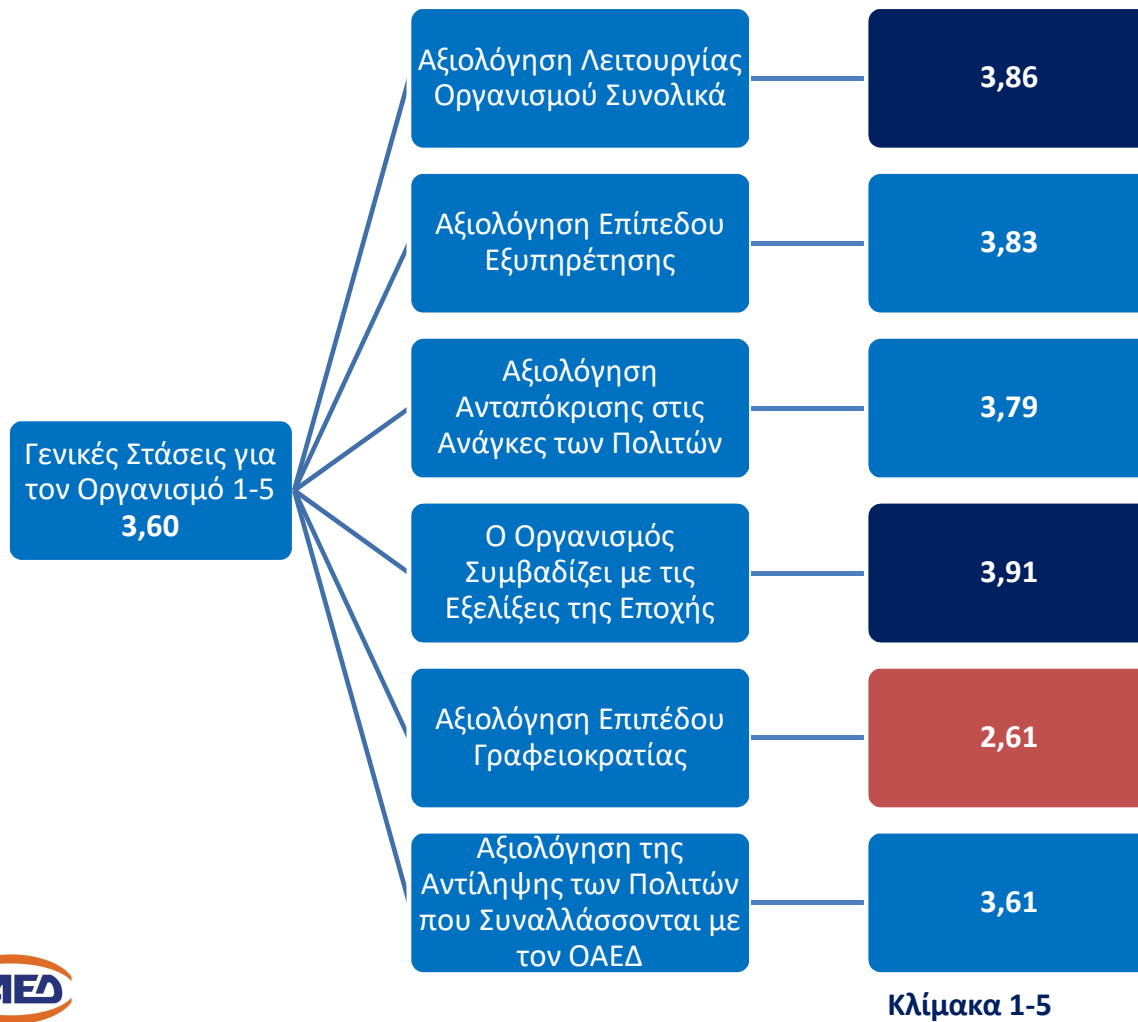 Αξιολόγηση Λειτουργίας
Οργανισμού Συνολικά
3,86
Αξιολόγηση Επίπεδου
Εξυπηρέτησης
3,83
Αξιολόγηση
Ανταπόκρισης στις
Ανάγκες των Πολιτών
3,79
Γενικές Στάσεις για
τον Οργανισμό 1-5
3,60
Ο Οργανισμός
Συμβαδίζει με τις
Εξελίξεις της Εποχής
3,91
Αξιολόγηση Επιπέδου
Γραφειοκρατίας
2,61
Αξιολόγηση της
Αντίληψης των Πολιτών
που Συναλλάσσονται με
τον ΟΑΕΔ
3,61
Κλίμακα 1-5